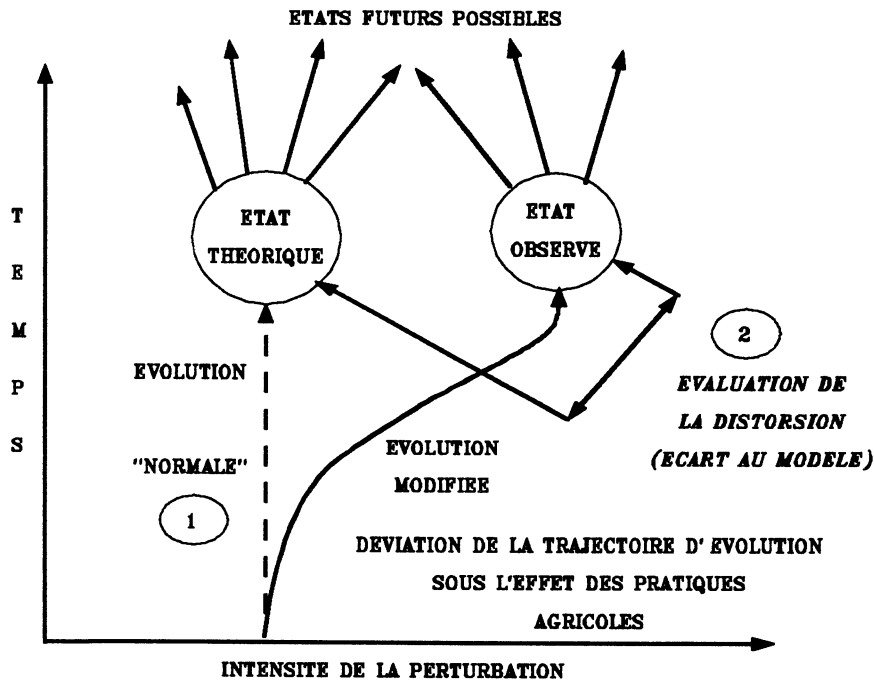 ETATS FUTURS POSSIBLES
ETAT
THEORIQUE
ETAT
OBSERVE
T
E
M
P
S
EVOLUTION
"NORMALE"
1
2
EVALUATION DE
LA DISTORSION
(ECART AU MODELE)
EVOLUTION
MODIFIEE
DEVIATION DE LA TRAJECTOIRE D'EVOLUTION
SOUS L'EFFET DES PRATIQUES
AGRICOLES
INTENSITE DE LA PERTURBATION